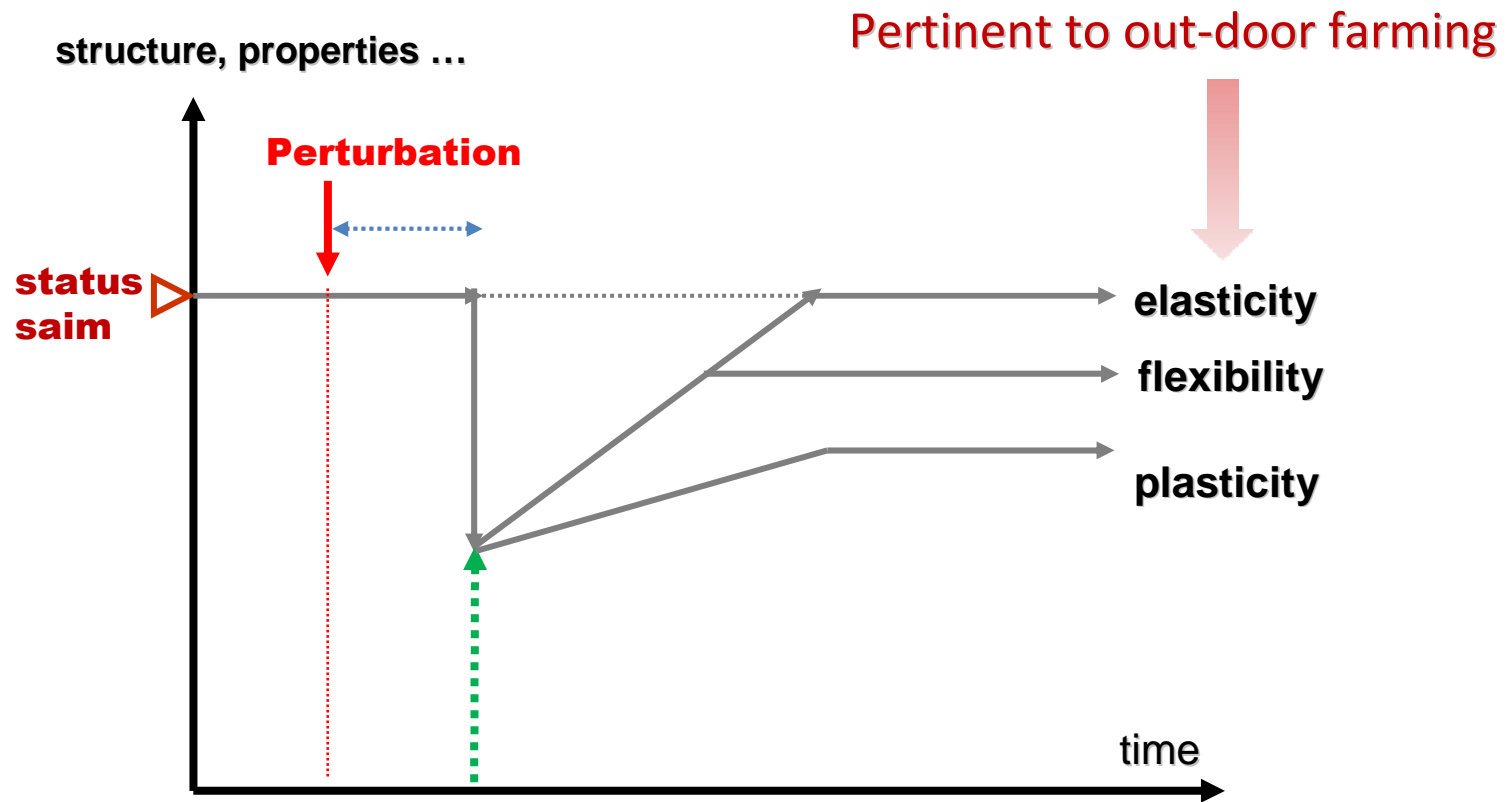 Pertinent to out-door farming
structure, properties …
Perturbation
status
saim
elasticity
flexibility
plasticity
time